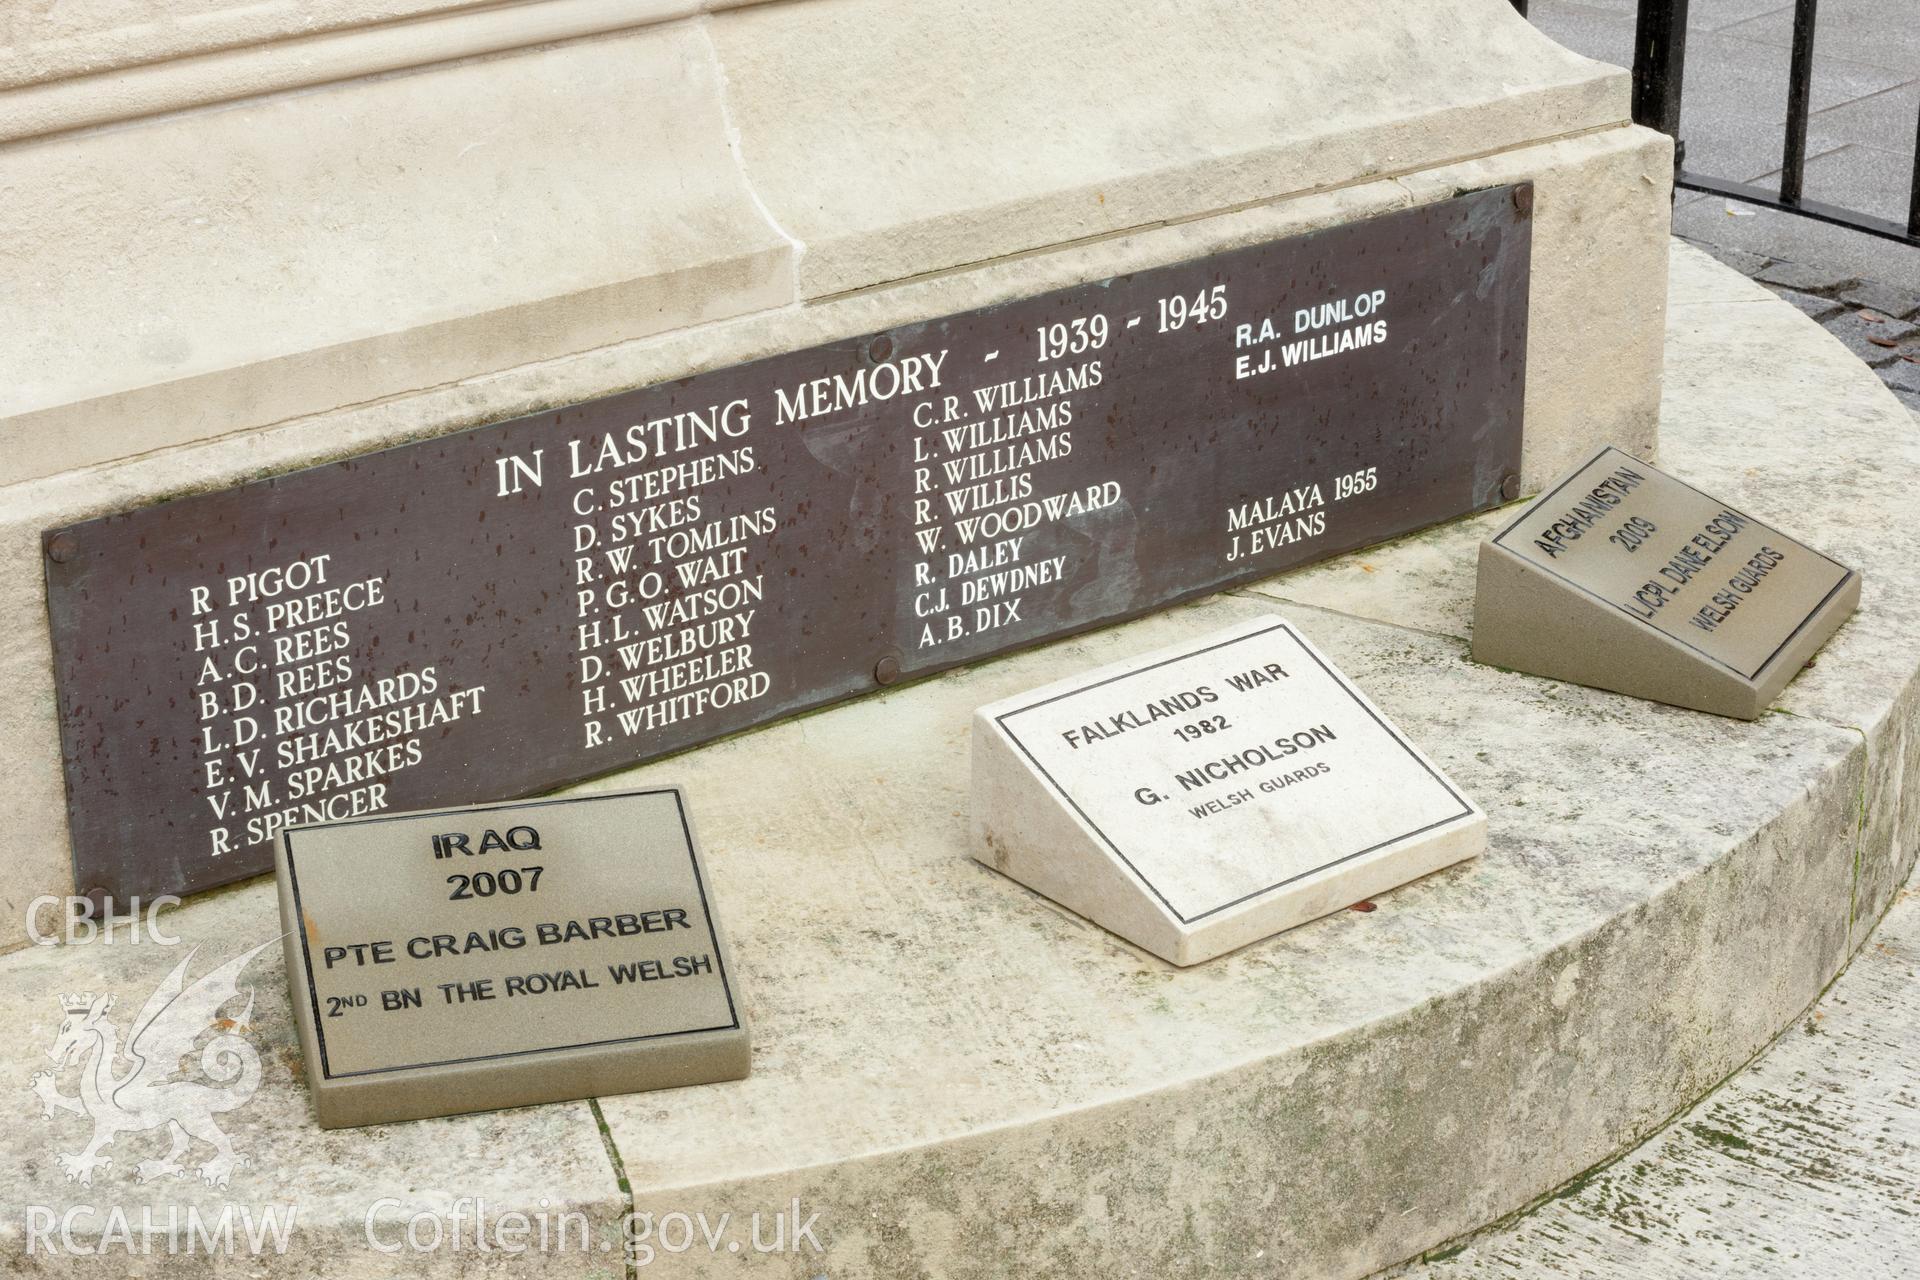 IN LASTING MEMORY - 1939 - 1945
R PIGOT
H.S. PREECE
A.C. REES
B.D. REES
L.D. RICHARDS
E.V. SHAKESHAFT
V.M. SPARKES
R. SPENCER
C. STEPHENS
D. SYKES
R.W. TOMLINS
P.G.O. WAIT
H.L. WATSON
D. WELBURY
H. WHEELER
R. WHITFORD
C.R. WILLIAMS
L. WILLIAMS
R. WILLIAMS
R. WILLIS
W. WOODWARD
R. DALEY
C.J. DEWDNEY
A.B. DIX
R.A. DUNLOP
E.J. WILLIAMS
MALAYA 1955
J. EVANS
IRAQ
2007
PTE CRAIG BARBER
2ND BN THE ROYAL WELSH
FALKLANDS WAR
1982
G. NICHOLSON
WELSH GUARDS
AFGHANISTAN
2009
L/CPL DANE ELSON
WELSH GUARDS
CBHC
RCAHMW Coflein.gov.uk